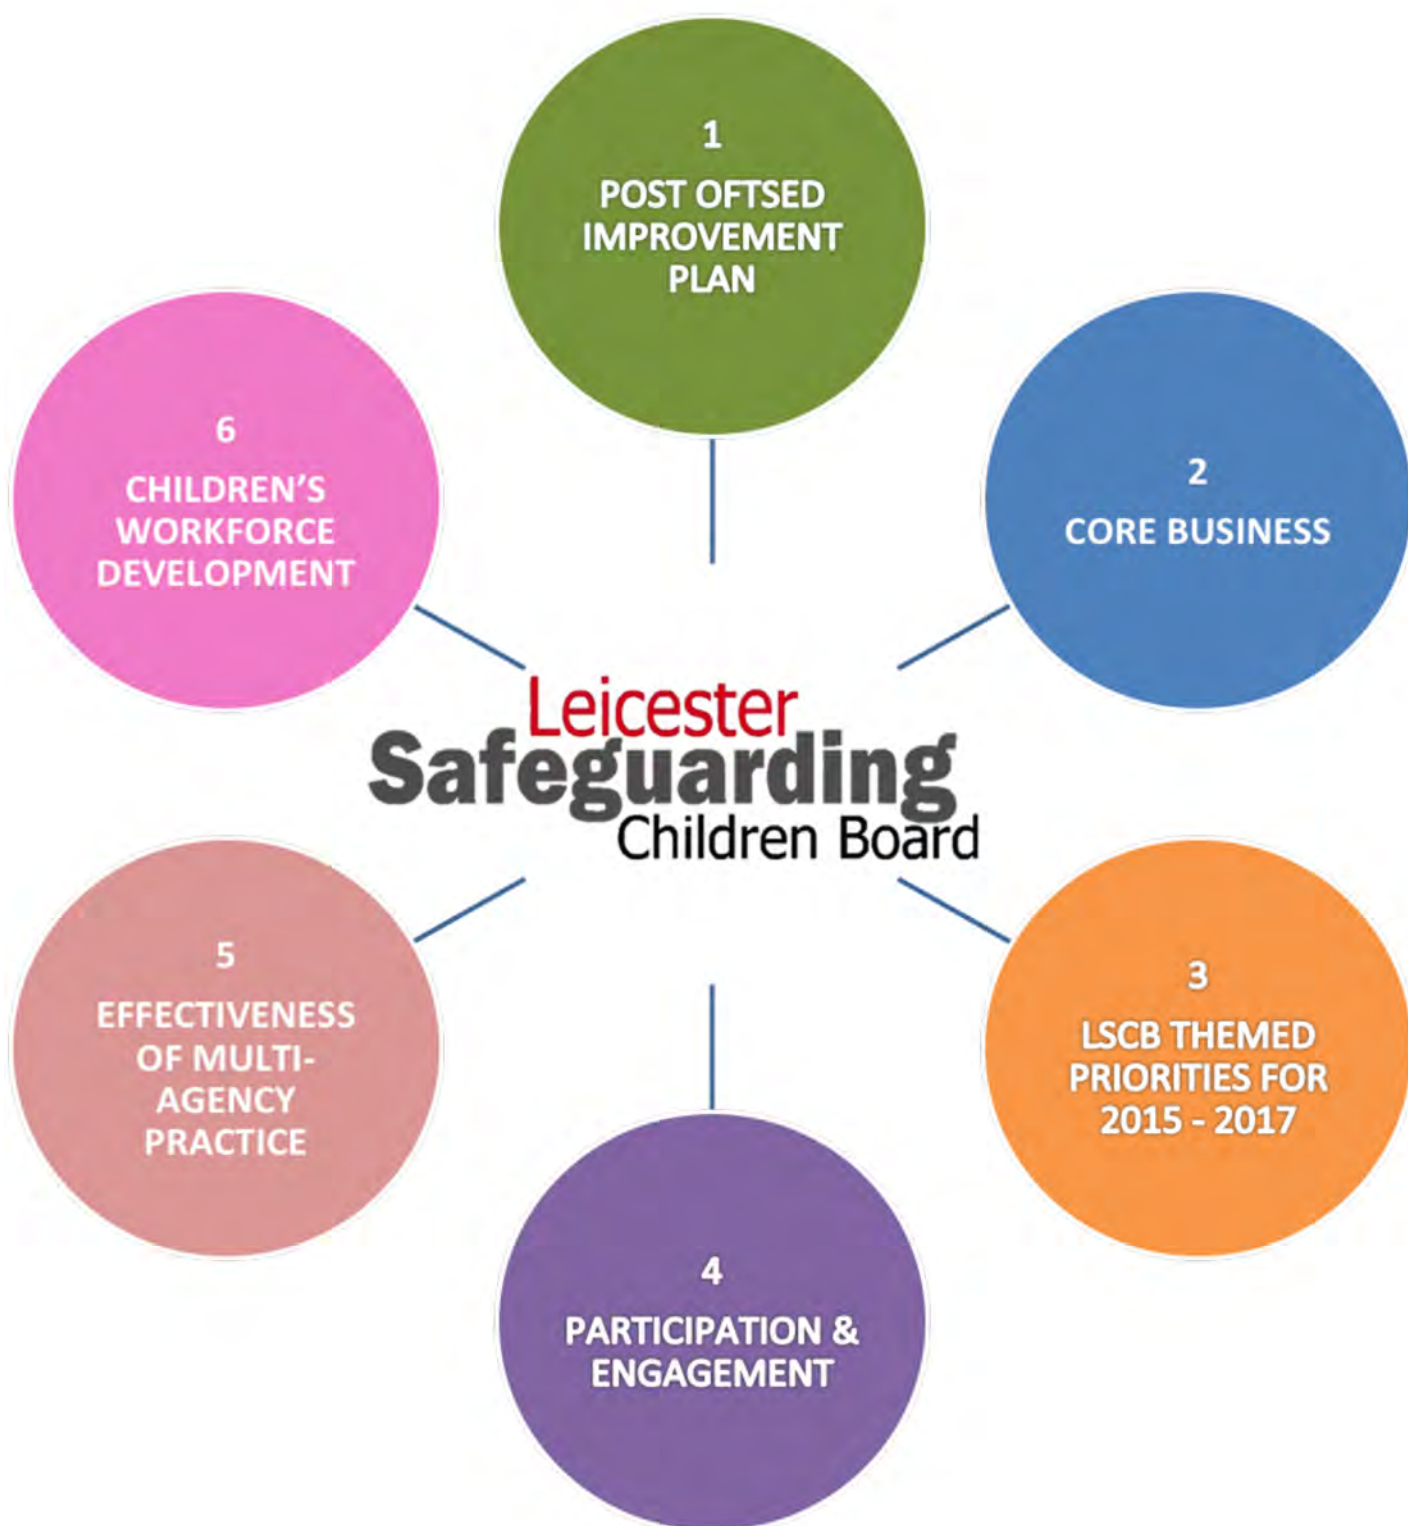 1
POST OFTSED
IMPROVEMENT
PLAN
2
CORE BUSINESS
3
LSCB THEMED
PRIORITIES FOR
2015 - 2017
4
PARTICIPATION &
ENGAGEMENT
5
EFFECTIVENESS
OF MULTI-
AGENCY
PRACTICE
6
CHILDREN’S
WORKFORCE
DEVELOPMENT
Leicester
Safeguarding
Children Board